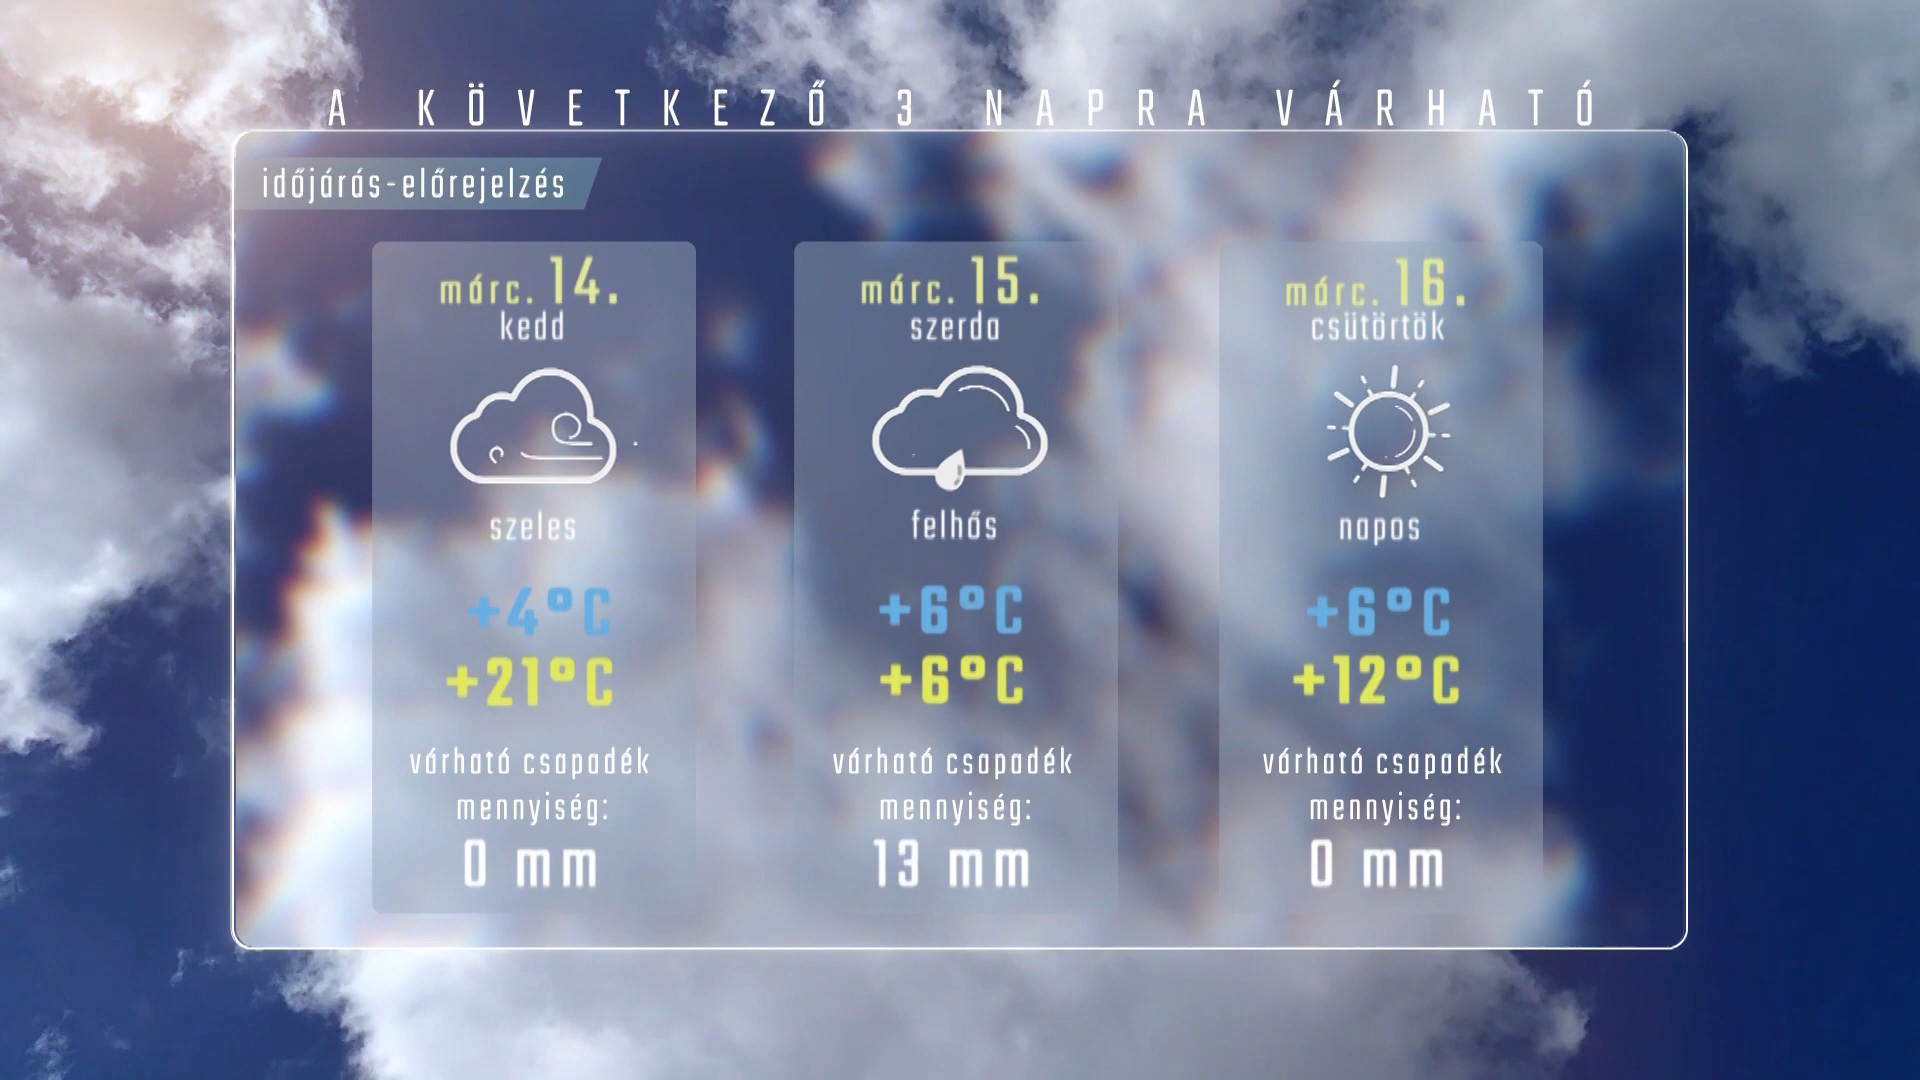 A KÖVETKEZŐ 3 NAPRA VÁRHATÓ
időjárás-előrejelzés
márc. 14.
kedd
szeles
+4°C
+21°C
várható csapadék
mennyiség:
0 mm
márc. 15.
szerda
felhős
+6°C
+6°C
várható csapadék
mennyiség:
13 mm
márc. 16.
csütörtök
napos
+6°C
+12°C
várható csapadék
mennyiség:
0 mm